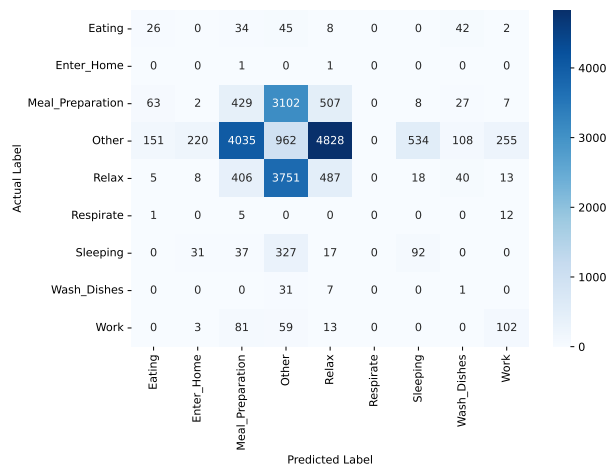 Eating 26 0 34 45 8 0 0 42 2
Enter_Home 0 0 1 0 1 0 0 0 0
Meal_Preparation 63 2 429 3102 507 0 8 27 7
Other 151 220 4035 962 4828 0 534 108 255
Relax 5 8 406 3751 487 0 18 40 13
Respirate 1 0 5 0 0 0 0 0 12
Sleeping 0 31 37 327 17 0 92 0 0
Wash_Dishes 0 0 0 31 7 0 0 1 0
Work 0 3 81 59 13 0 0 0 102
Actual Label
Eating Enter_Home Meal_Preparation Other Relax Respirate Sleeping Wash_Dishes Work
Predicted Label
4000
3000
2000
1000
0